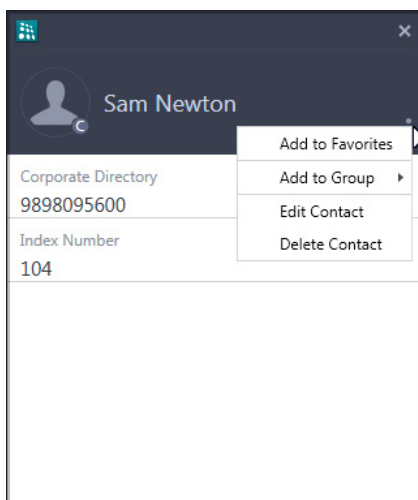 Sam Newton
C
Add to Favorites
Corporate Directory
Add to Group
9898095600
Edit Contact
Index Number
Delete Contact
104